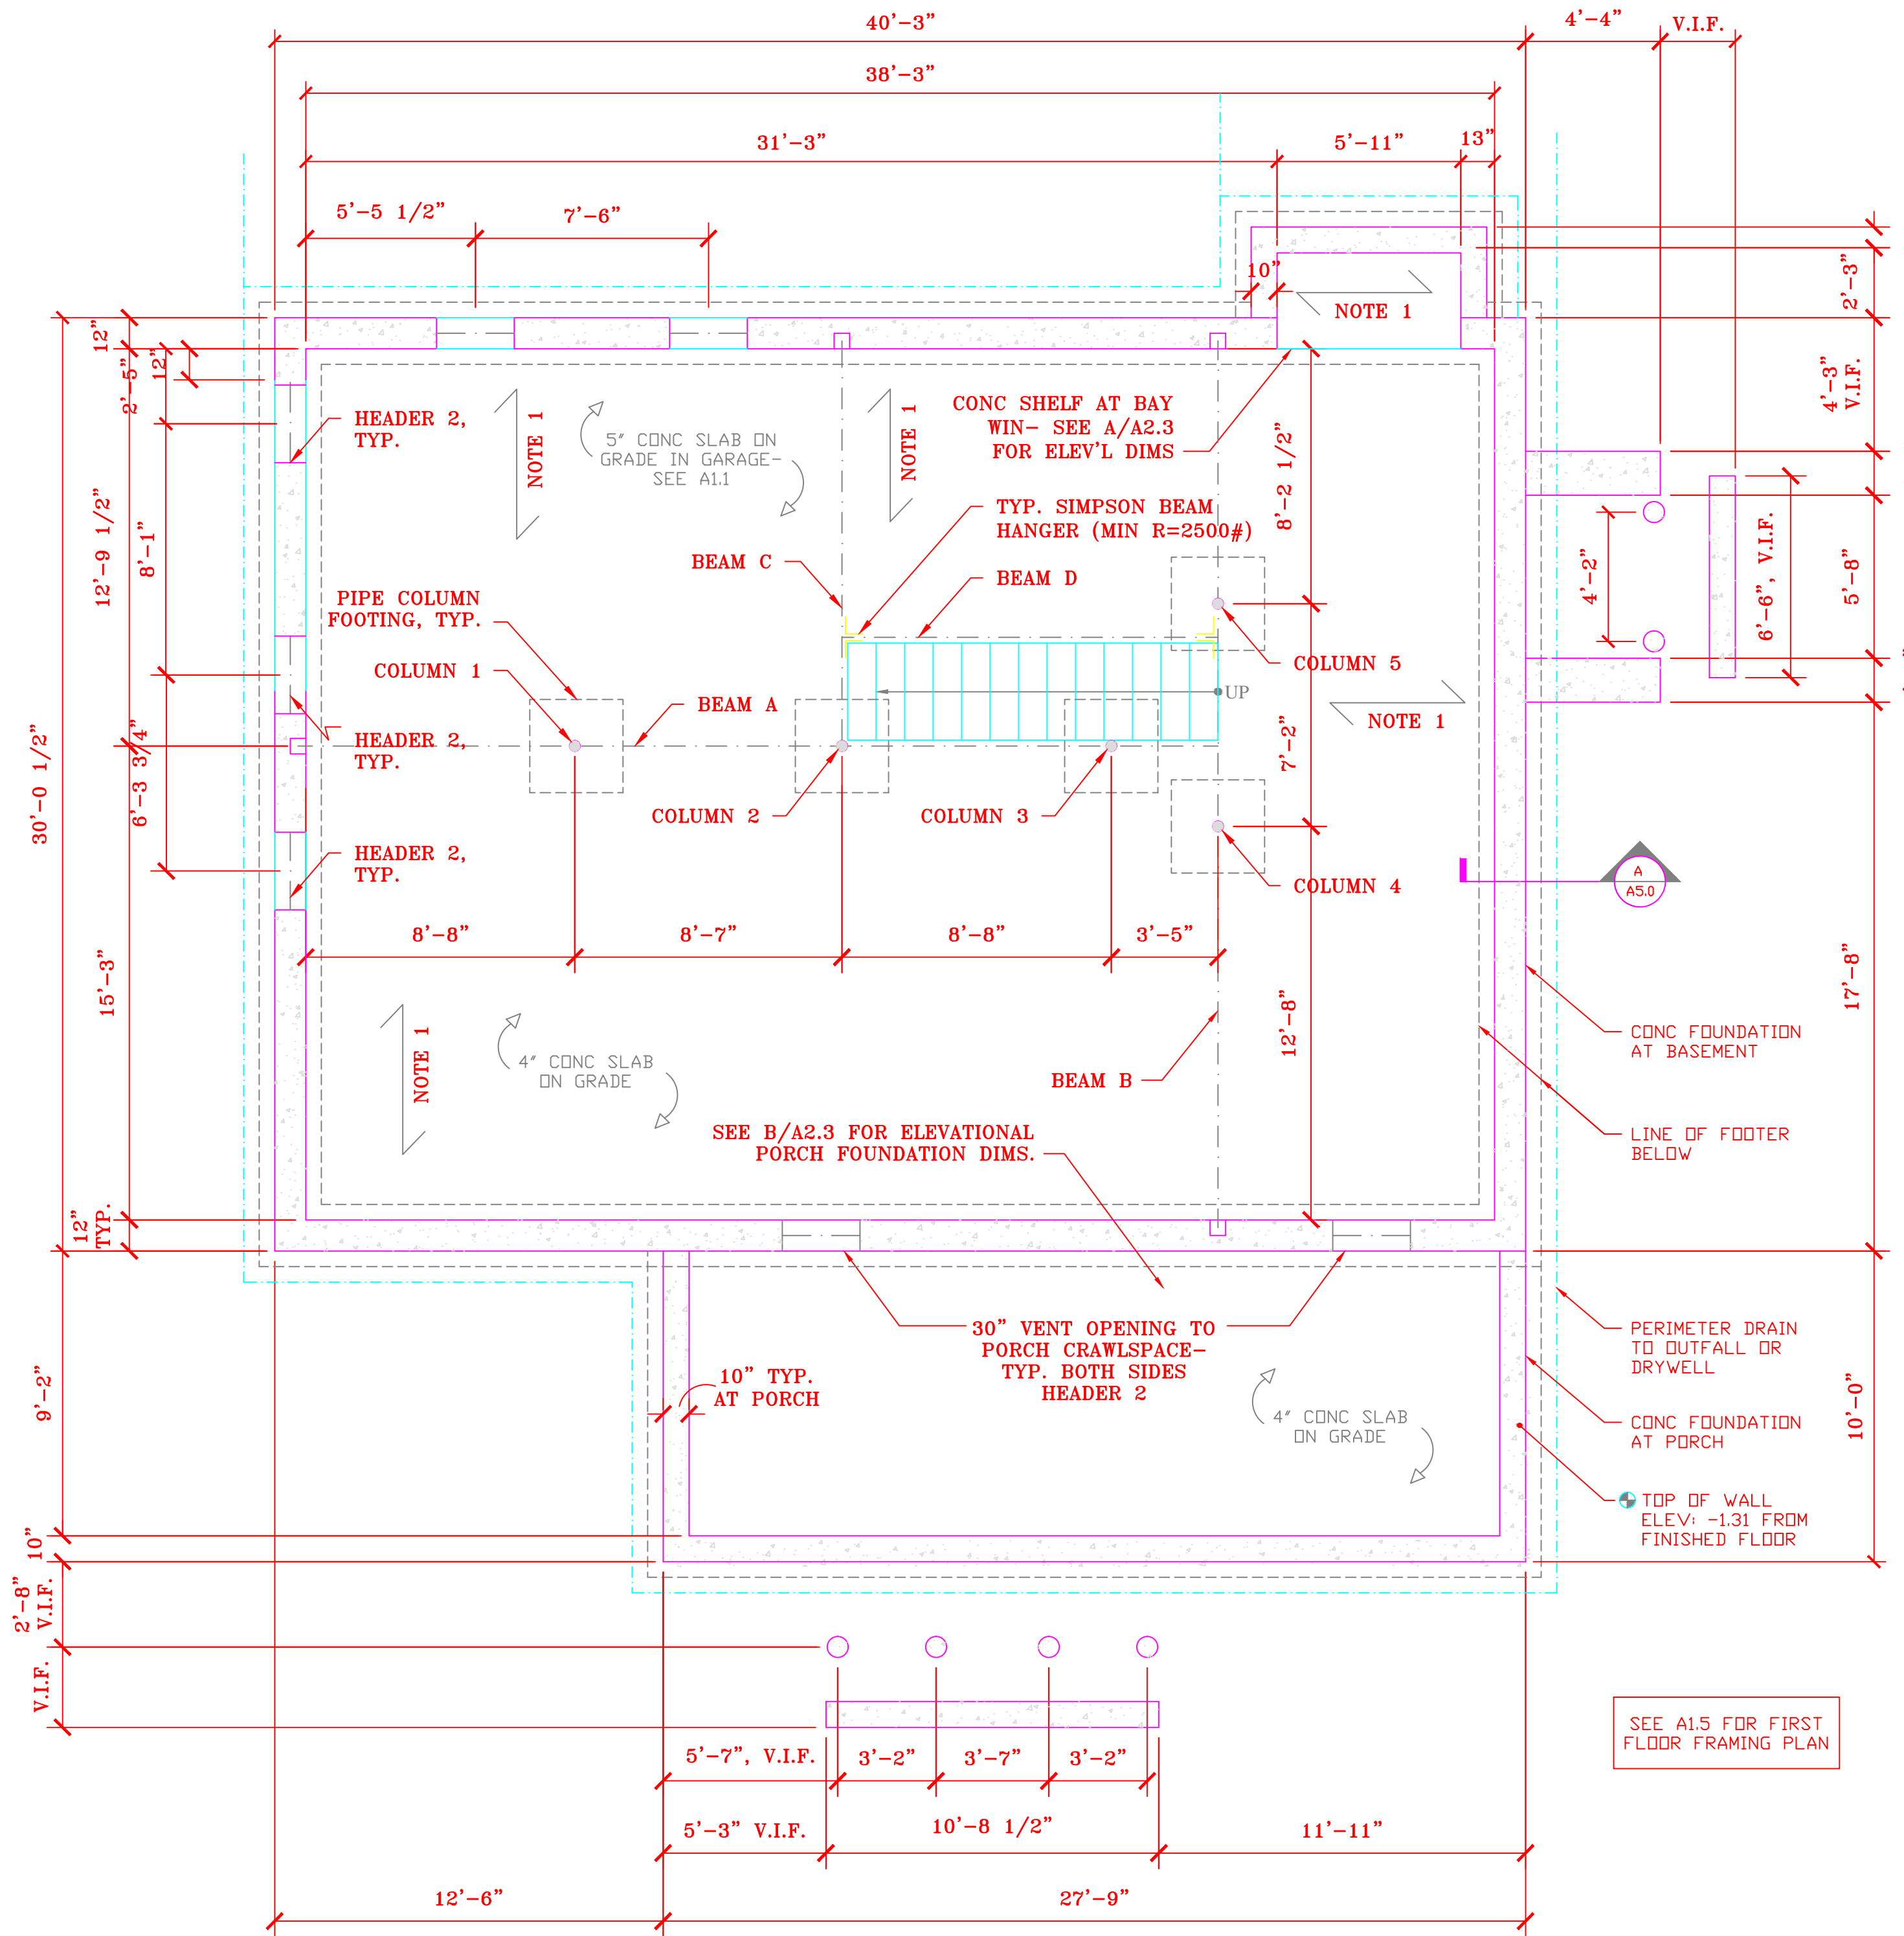 40'-3"
4'-4"
V.I.F.
38'-3"
31'-3"
5'-11"
13"
5'-5 1/2"
7'-6"
10"
NOTE 1
2'-3"
12"
2'-5"
12"
4'-3"
V.I.F.
HEADER 2,
TYP.
NOTE 1
5" CONC SLAB ON
GRADE IN GARAGE-
SEE A1.1
NOTE 1
CONC SHELF AT BAY
WIN- SEE A/A2.3
FOR ELEV'L DIMS
8'-2 1/2"
TYP. SIMPSON BEAM
HANGER (MIN R=2500#)
BEAM C
BEAM D
12'-9 1/2"
8'-1"
PIPE COLUMN
FOOTING, TYP.
COLUMN 1
BEAM A
COLUMN 5
UP
NOTE 1
4'-2"
6'-6", V.I.F.
5'-8"
HEADER 2,
TYP.
7'-2"
30'-0 1/2"
6'-3 3/4"
COLUMN 2
COLUMN 3
HEADER 2,
TYP.
COLUMN 4
A
A5.0
8'-8"
8'-7"
8'-8"
3'-5"
15'-3"
17'-8"
12'-8"
NOTE 1
4" CONC SLAB
ON GRADE
BEAM B
CONC FOUNDATION
AT BASEMENT
SEE B/A2.3 FOR ELEVATIONAL
PORCH FOUNDATION DIMS.
LINE OF FOOTER
BELOW
12"
TYP.
30" VENT OPENING TO
PORCH CRAWLSPACE-
TYP. BOTH SIDES
HEADER 2
PERIMETER DRAIN
TO OUTFALL OR
DRYWELL
10" TYP.
AT PORCH
9'-2"
10'-0"
4" CONC SLAB
ON GRADE
CONC FOUNDATION
AT PORCH
TOP OF WALL
ELEV: -1.31 FROM
FINISHED FLOOR
10"
2'-8"
V.I.F.
V.I.F.
5'-7", V.I.F.
3'-2"
3'-7"
3'-2"
SEE A1.5 FOR FIRST
FLOOR FRAMING PLAN
5'-3" V.I.F.
10'-8 1/2"
11'-11"
12'-6"
27'-9"